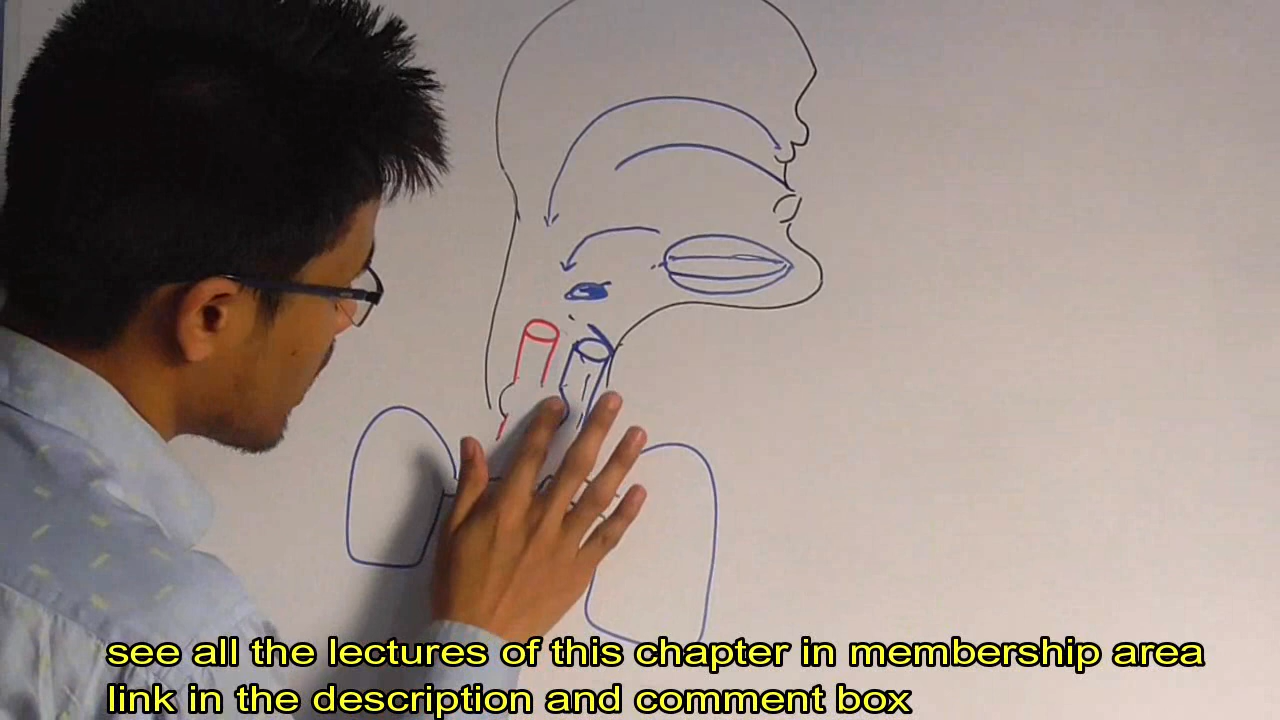 see all the lectures of this chapter in membership area
link in the description and comment box